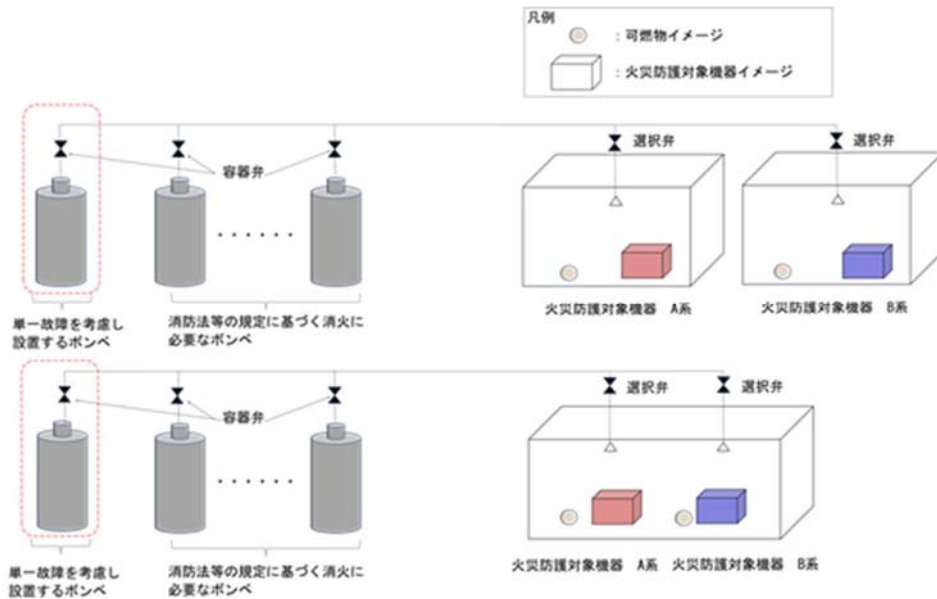 凡例
：可燃物イメージ
：火災防護対象機器イメージ
選択弁
選択弁
容器弁
火災防護対象機器　A系
火災防護対象機器　B系
単一故障を考慮し
設置するボンベ
消防法等の規定に基づく消火に
必要なボンベ
選択弁
選択弁
容器弁
火災防護対象機器　A系
火災防護対象機器　B系
単一故障を考慮し
設置するボンベ
消防法等の規定に基づく消火に
必要なボンベ